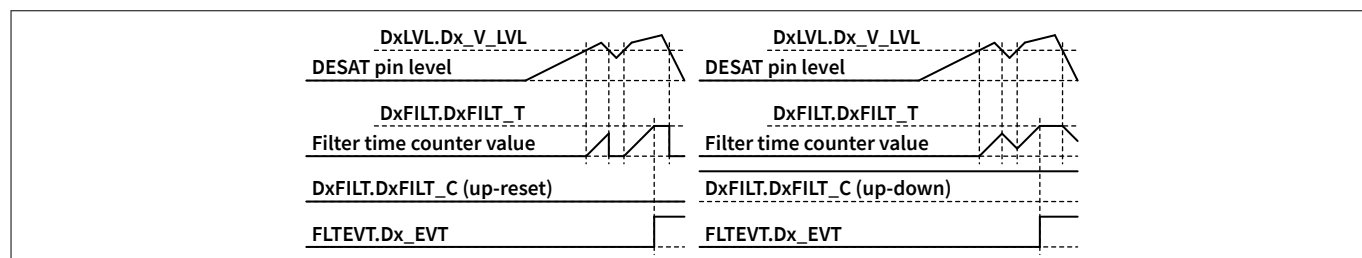 DxLVL.Dx_V_LVL
DESAT pin level
DxFILT.DxFILT_T
Filter time counter value
DxFILT.DxFILT_C (up-reset)
FLTEVT.Dx_EVT
DxLVL.Dx_V_LVL
DESAT pin level
DxFILT.DxFILT_T
Filter time counter value
DxFILT.DxFILT_C (up-down)
FLTEVT.Dx_EVT